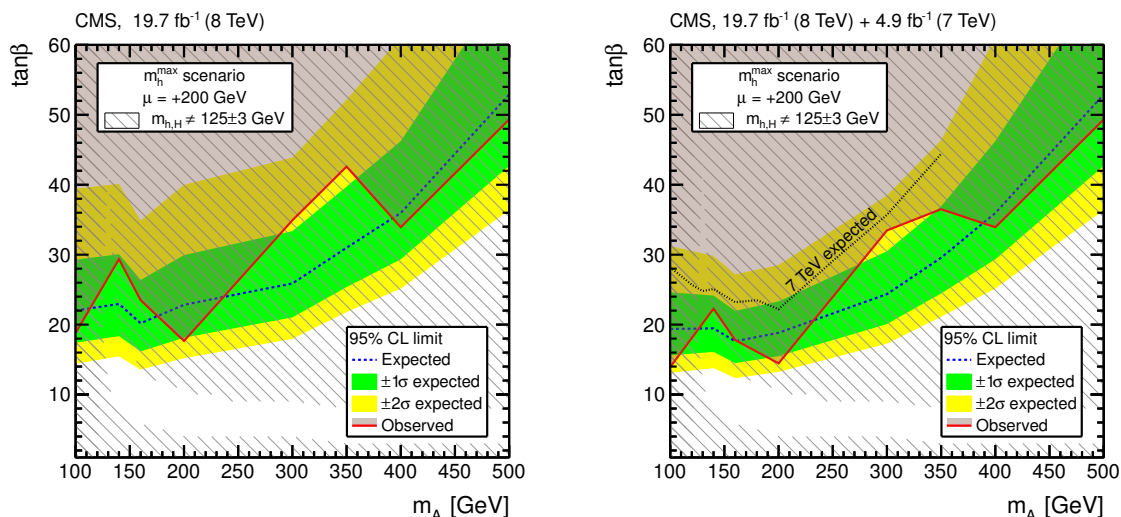 CMS, 19.7 fb⁻¹ (8 TeV)
tanβ
60
50
40
30
20
10
m_h^max scenario
μ = +200 GeV
m_h,H ≠ 125±3 GeV
95% CL limit
Expected
±1σ expected
±2σ expected
Observed
100 150 200 250 300 350 400 450 500
m_A [GeV]
CMS, 19.7 fb⁻¹ (8 TeV) + 4.9 fb⁻¹ (7 TeV)
tanβ
60
50
40
30
20
10
m_h^max scenario
μ = +200 GeV
m_h,H ≠ 125±3 GeV
7 TeV expected
95% CL limit
Expected
±1σ expected
±2σ expected
Observed
100 150 200 250 300 350 400 450 500
m_A [GeV]